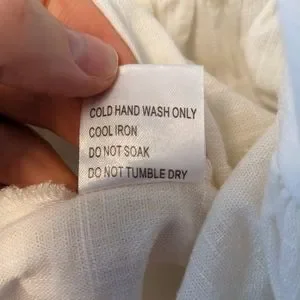 COLD HAND WASH ONLY
COOL IRON
DO NOT SOAK
DO NOT TUMBLE DRY